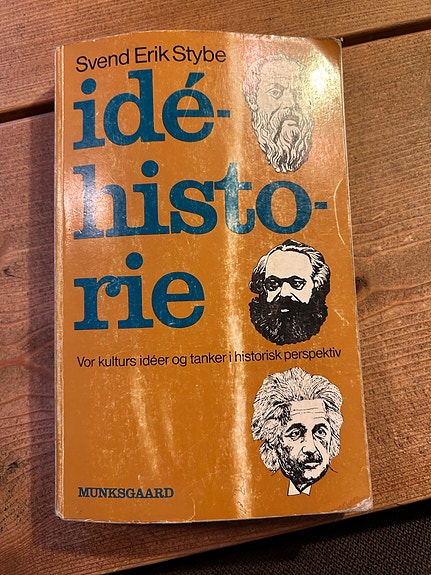 Svend Erik Stybe
idé-
histo-
rie
Vor kulturs idéer og tanker i historisk perspektiv
MUNKSGAARD